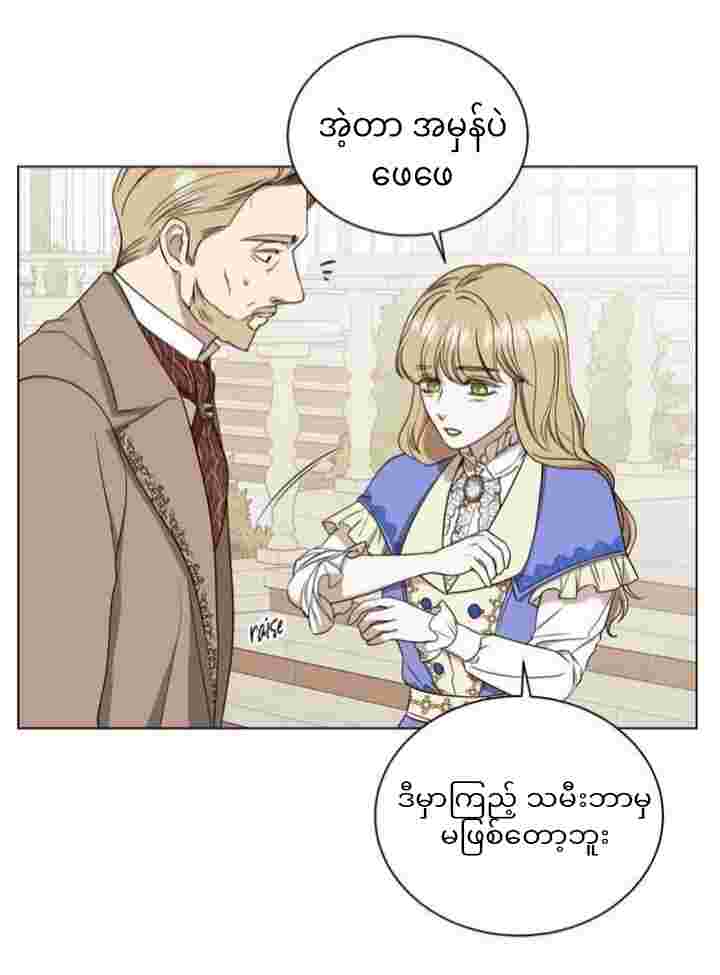 အဲ့တာ အမှန်ပဲ
ဖေဖေ
raise
ဒီမှာကြည့် သမီးဘာမှ
မဖြစ်တော့ဘူး